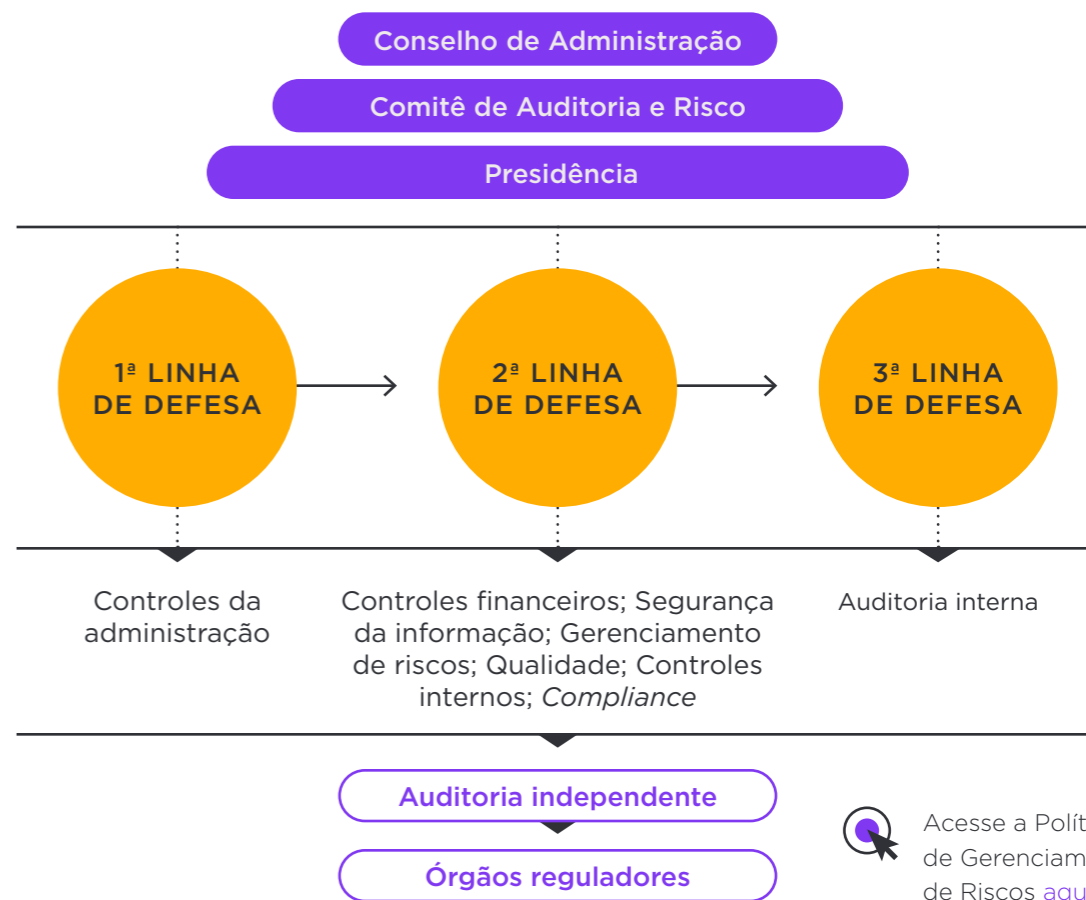 Conselho de Administração
Comitê de Auditoria e Risco
Presidência
1ª LINHA
DE DEFESA
2ª LINHA
DE DEFESA
3ª LINHA
DE DEFESA
Controles da
administração
Controles financeiros; Segurança
da informação; Gerenciamento
de riscos; Qualidade; Controles
internos; Compliance
Auditoria interna
Auditoria independente
Órgãos reguladores
Acesse a
de
de Riscos